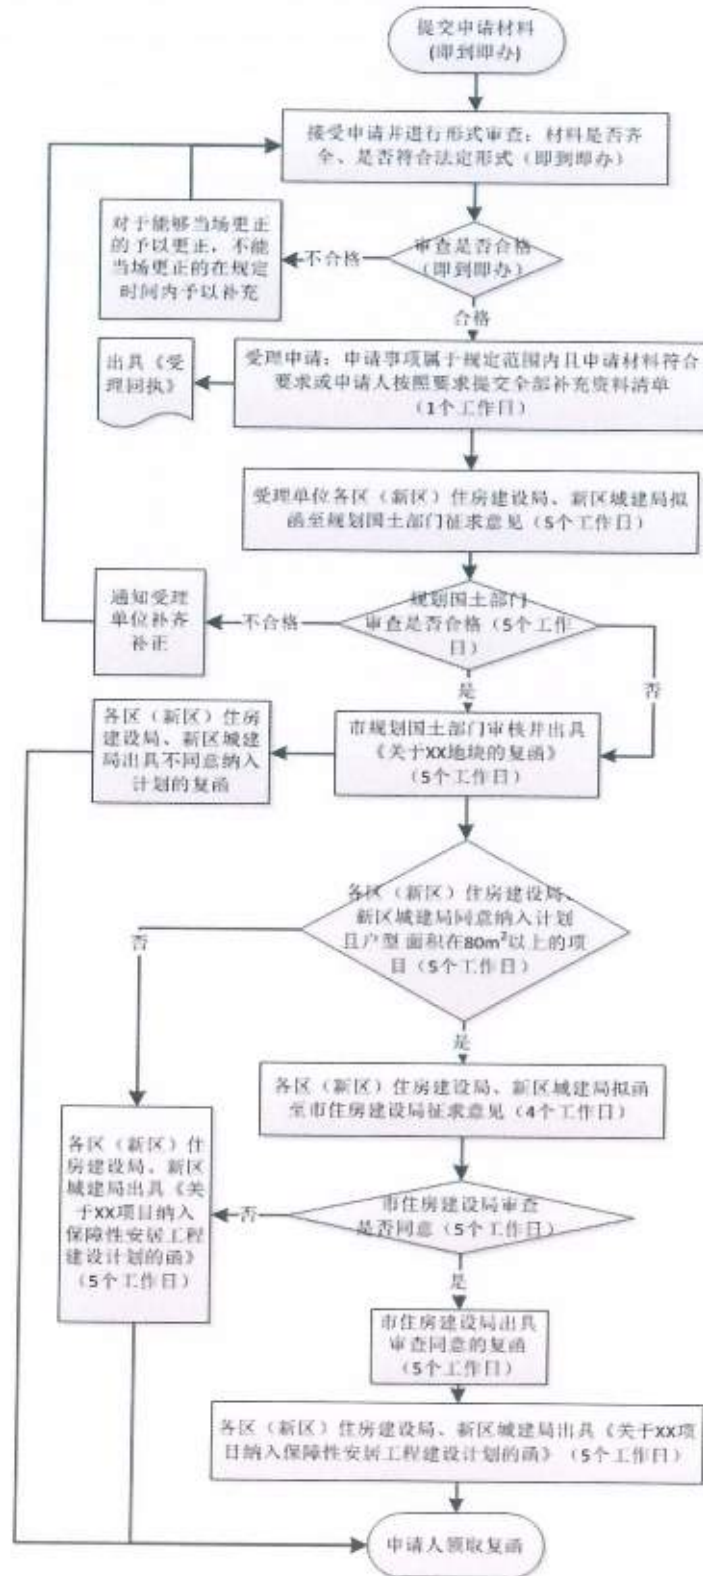 提交申请材料
(即到即办)
接受申请并进行形式审查：材料是否齐
全、是否符合法定形式（即到即办）
对于能够当场更正
的予以更正，不能
当场更正的在规定
时间内予以补充
不合格
审查是否合格
（即到即办）
合格
出具《受
理回执》
受理申请：申请事项属于规定范围内且申请材料符合
要求或申请人按照要求提交全部补充资料清单
（1个工作日）
受理单位各区（新区）住房建设局、新区城建局拟
函至规划国土部门征求意见（5个工作日）
通知受理
单位补齐
补正
不合格
规划国土部门
审查是否合格（5个工作
日）
是
否
各区（新区）住房
建设局、新区城建
局出具不同意纳入
计划的复函
市规划国土部门审核并出具
《关于XX地块的复函》
（5个工作日）
各区（新区）住房建设局、
新区城建局同意纳入计划
且户型 面积在80m²以上的项
目（5个工作日）
否
是
各区（新区）住房建设局、新区城建局拟函
至市住房建设局征求意见（4个工作日）
各区（新区）住
房建设局、新区
城建局出具《关
于XX项目纳入
保障性安居工程
建设计划的函》
（5个工作日）
否
市住房建设局审查
是否同意（5个工作日）
是
市住房建设局出具
审查同意的复函
（5个工作日）
各区（新区）住房建设局、新区城建局出具《关于XX项
目纳入保障性安居工程建设计划的函》（5个工作日）
申请人领取复函